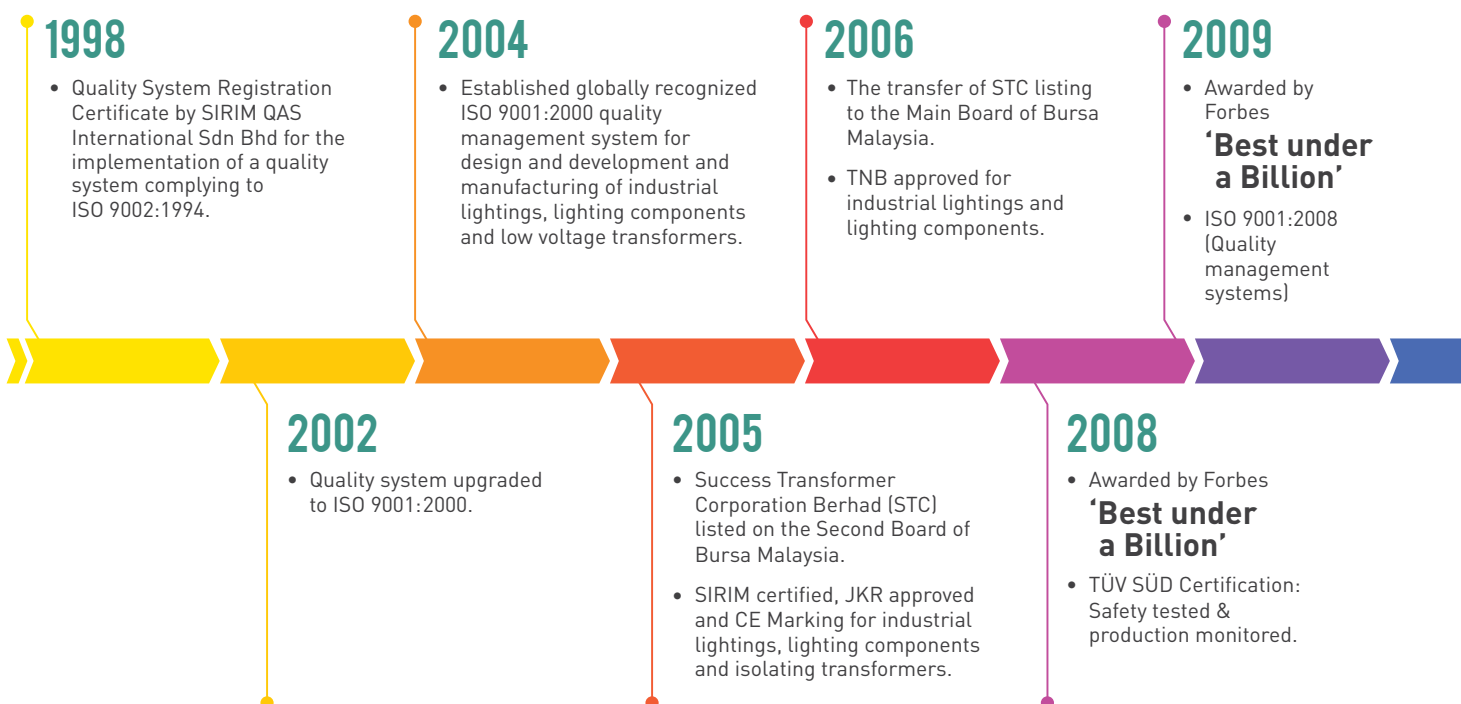 1998
• Quality System Registration
Certificate by SIRIM QAS
International Sdn Bhd for the
implementation of a quality
system complying to
ISO 9002:1994.
2004
• Established globally recognized
ISO 9001:2000 quality
management system for
design and development and
manufacturing of industrial
lightings, lighting components
and low voltage transformers.
2006
• The transfer of STC listing
to the Main Board of Bursa
Malaysia.
• TNB approved for
industrial lightings and
lighting components.
2009
• Awarded by
Forbes
‘Best under
a Billion’
• ISO 9001:2008
(Quality
management
systems)
2002
• Quality system upgraded
to ISO 9001:2000.
2005
• Success Transformer
Corporation Berhad (STC)
listed on the Second Board of
Bursa Malaysia.
• SIRIM certified, JKR approved
and CE Marking for industrial
lightings, lighting components
and isolating transformers.
2008
• Awarded by Forbes
‘Best under
a Billion’
• TÜV SÜD Certification:
Safety tested &
production monitored.